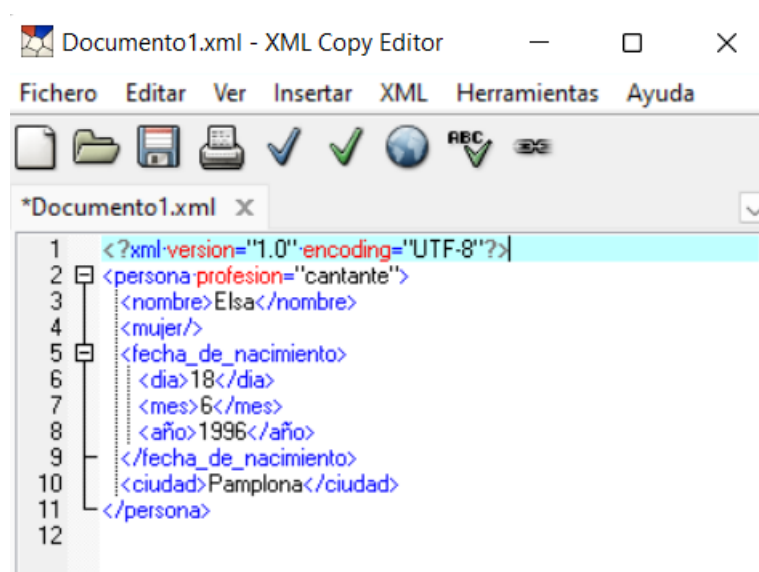 Documento1.xml - XML Copy Editor
Fichero Editar Ver Insertar XML Herramientas Ayuda
ABC
*Documento1.xml
1 <?xml version="1.0" encoding="UTF-8"?>
2 <persona profesion="cantante">
3 <nombre>Elsa</nombre>
4 <mujer/>
5 <fecha_de_nacimiento>
6 <dia>18</dia>
7 <mes>6</mes>
8 <año>1996</año>
9 </fecha_de_nacimiento>
10 <ciudad>Pamplona</ciudad>
11 </persona>
12